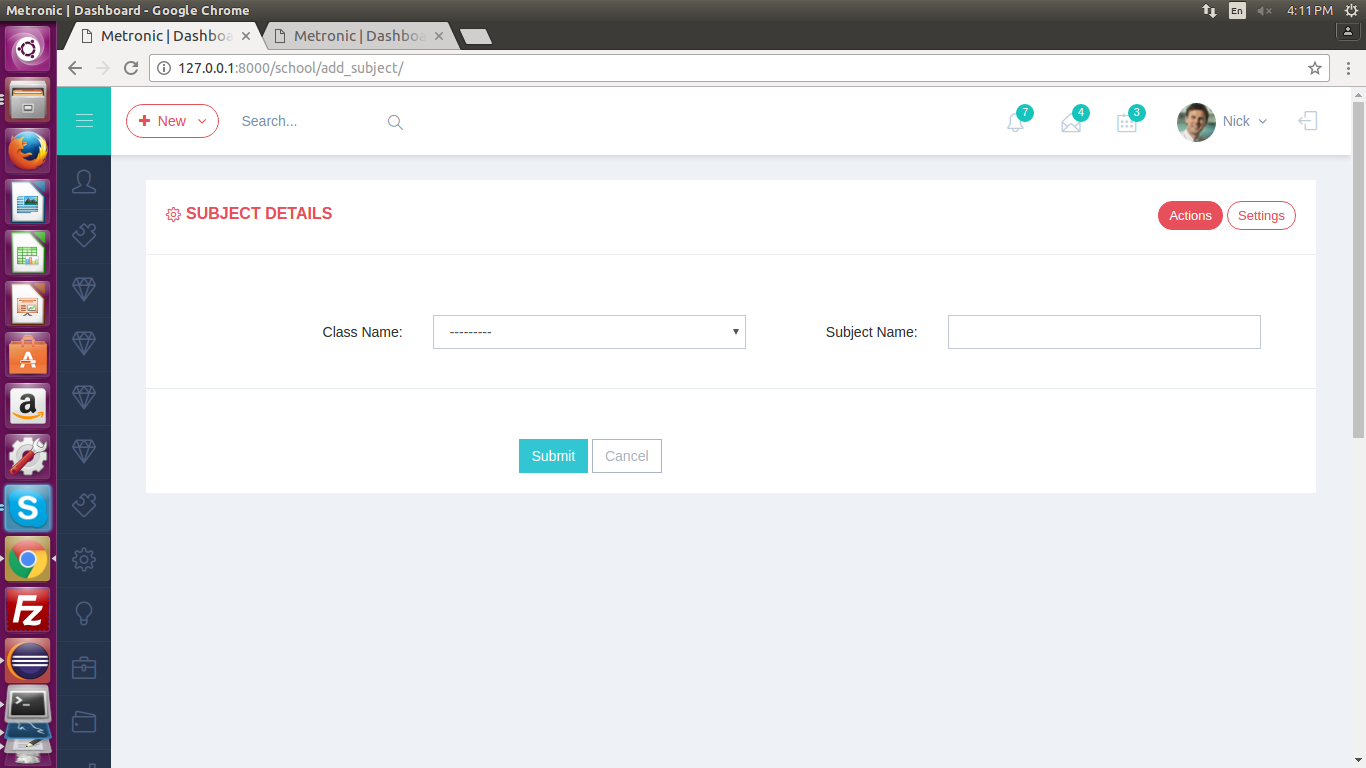 Metronic | Dashboard - Google Chrome
En
4:11 PM
Metronic | Dashboa
Metronic | Dashboa
127.0.0.1:8000/school/add_subject/
New
Search...
7
4
3
Nick
SUBJECT DETAILS
Actions
Settings
Class Name:
---------
Subject Name:
Submit
Cancel